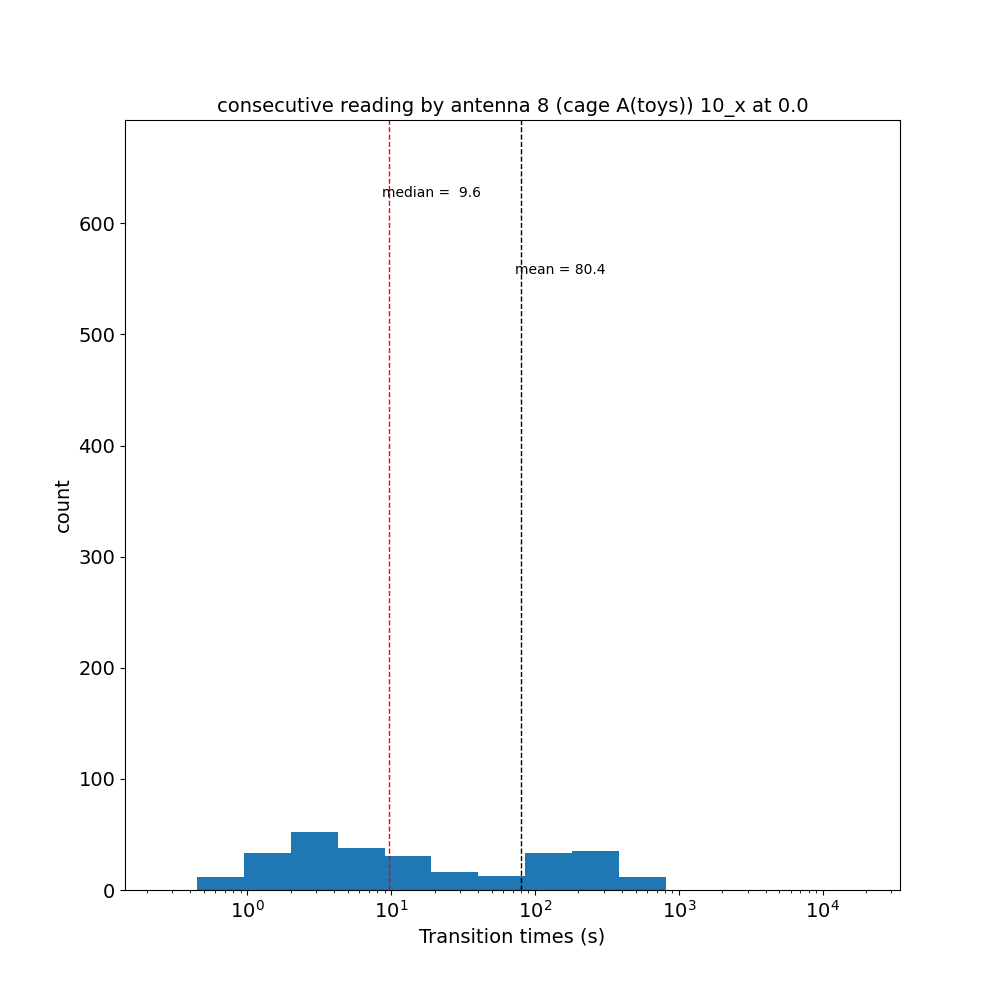 consecutive reading by antenna 8 (cage A(toys)) 10_x at 0.0
median =  9.6
mean = 80.4
600
500
400
300
200
100
0
count
10^0 10^1 10^2 10^3 10^4
Transition times (s)